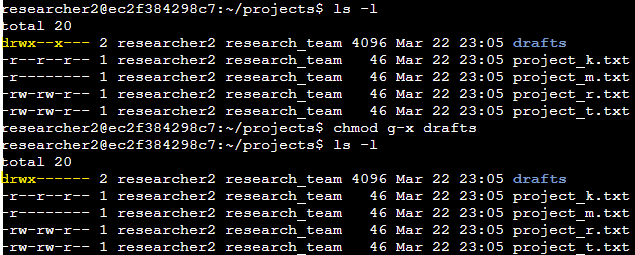 researcher2@ec2f384298c7:~/projects$ ls -l
total 20
drwx--x--- 2 researcher2 research_team 4096 Mar 22 23:05 drafts
-r--r--r-- 1 researcher2 research_team   46 Mar 22 23:05 project_k.txt
-r-------- 1 researcher2 research_team   46 Mar 22 23:05 project_m.txt
-rw-rw-r-- 1 researcher2 research_team   46 Mar 22 23:05 project_r.txt
-rw-rw-r-- 1 researcher2 research_team   46 Mar 22 23:05 project_t.txt
researcher2@ec2f384298c7:~/projects$ chmod g-x drafts
researcher2@ec2f384298c7:~/projects$ ls -l
total 20
drwx------ 2 researcher2 research_team 4096 Mar 22 23:05 drafts
-r--r--r-- 1 researcher2 research_team   46 Mar 22 23:05 project_k.txt
-r-------- 1 researcher2 research_team   46 Mar 22 23:05 project_m.txt
-rw-rw-r-- 1 researcher2 research_team   46 Mar 22 23:05 project_r.txt
-rw-rw-r-- 1 researcher2 research_team   46 Mar 22 23:05 project_t.txt